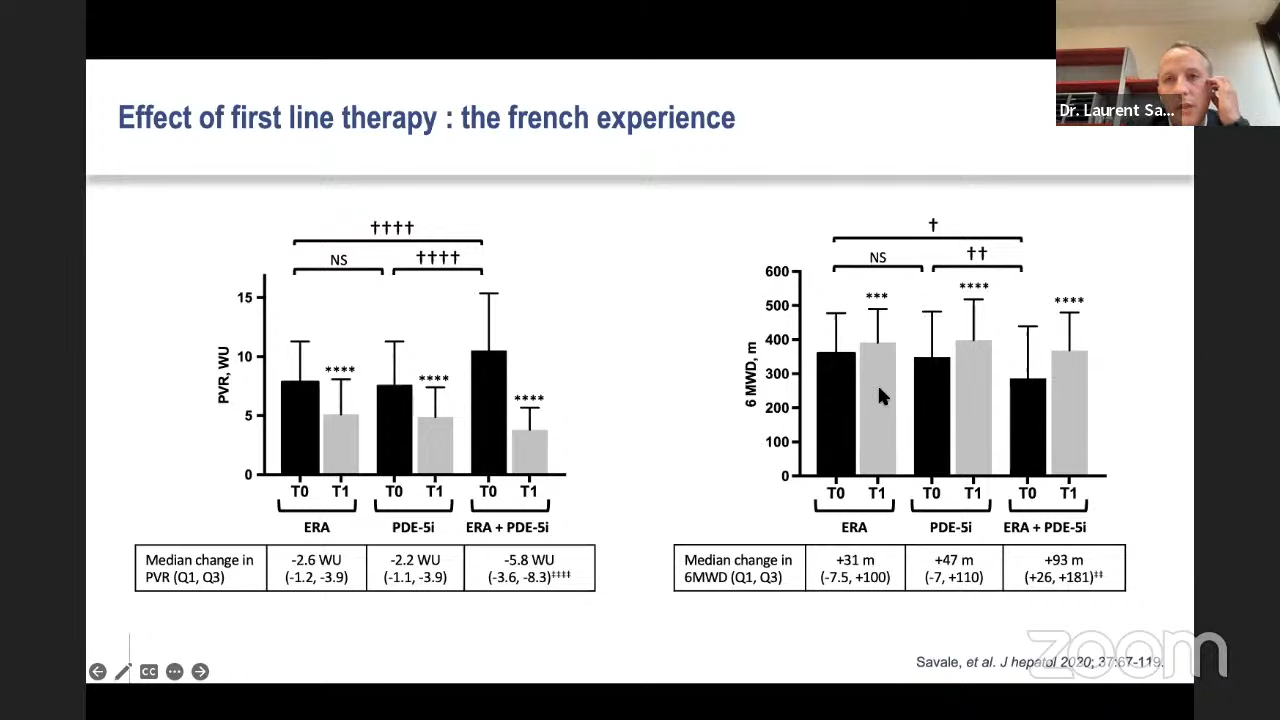 Effect of first line therapy : the french experience
Dr. Laurent Sa...
††††
NS
††††
15
10
5
0
PVR, WU
****
****
****
T0
T1
T0
T1
T0
T1
ERA
PDE-5i
ERA + PDE-5i
Median change in PVR (Q1, Q3)
-2.6 WU (-1.2, -3.9)
-2.2 WU (-1.1, -3.9)
-5.8 WU (-3.6, -8.3)‡‡‡‡
†
NS
††
600
500
400
300
200
100
0
6 MWD, m
***
****
****
T0
T1
T0
T1
T0
T1
ERA
PDE-5i
ERA + PDE-5i
Median change in 6MWD (Q1, Q3)
+31 m (-7.5, +100)
+47 m (-7, +110)
+93 m (+26, +181)‡‡
Savale, et al. J hepatol 2020; 37:67-119.
zoom
CC